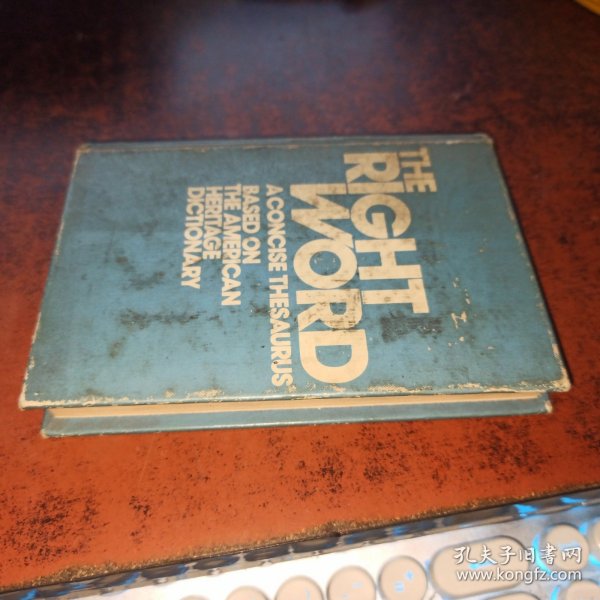 THE
RIGHT
WORD
A CONCISE THESAURUS
BASED ON
THE AMERICAN
HERITAGE
DICTIONARY
孔夫子旧书网
www.kongfz.com